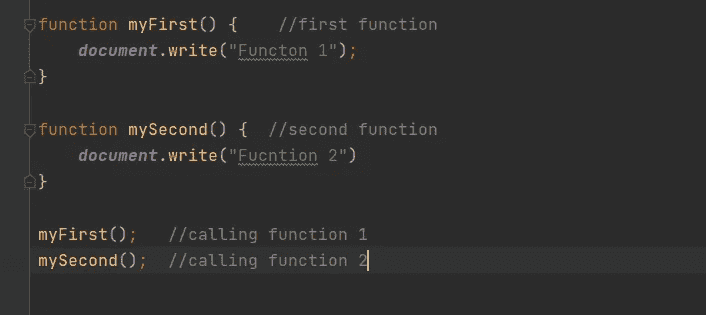 function myFirst() {    //first function
    document.write("Functon 1");
}
function mySecond() {  //second function
    document.write("Fucntion 2")
}
myFirst();   //calling function 1
mySecond();  //calling function 2